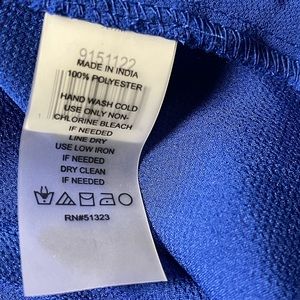 9151122
MADE IN INDIA
100% POLYESTER
HAND WASH COLD
USE ONLY NON-
CHLORINE BLEACH
IF NEEDED
LINE DRY
USE LOW IRON
IF NEEDED
DRY CLEAN
IF NEEDED
RN#51323